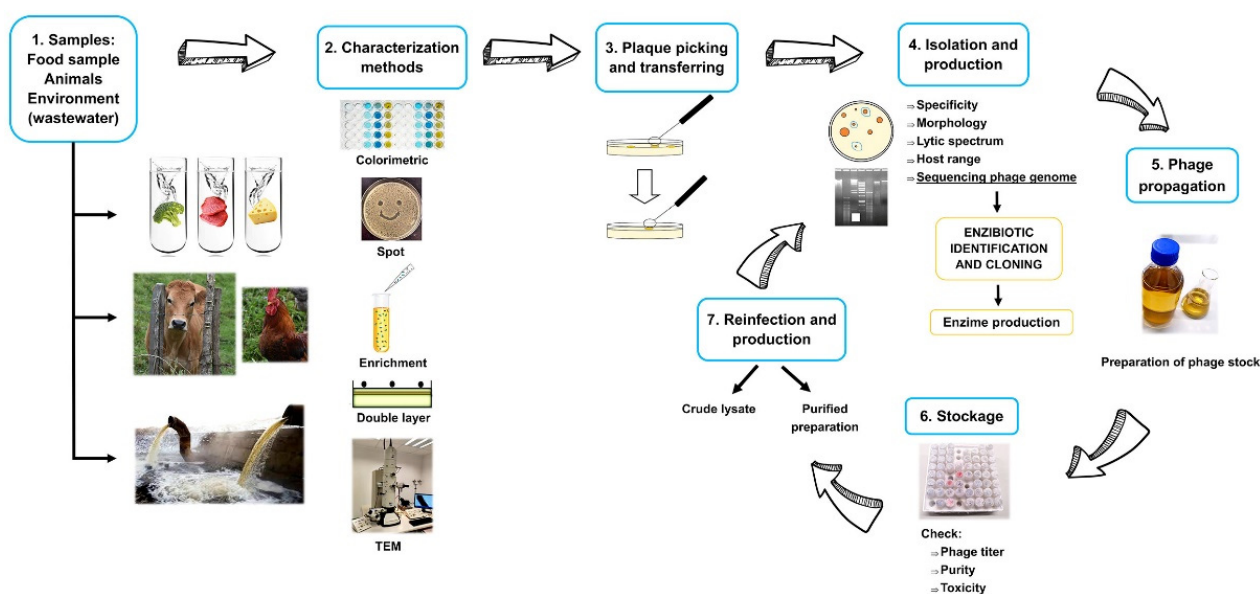 1. Samples:
Food sample
Animals
Environment
(wastewater)
2. Characterization
methods
Colorimetric
Spot
Enrichment
Double layer
TEM
3. Plaque picking
and transferring
4. Isolation and
production
⇒ Specificity
⇒ Morphology
⇒ Lytic spectrum
⇒ Host range
⇒ Sequencing phage genome
ENZIBIOTIC
IDENTIFICATION
AND CLONING
Enzime production
5. Phage
propagation
Preparation of phage stock
6. Stockage
Check:
⇒ Phage titer
⇒ Purity
⇒ Toxicity
7. Reinfection and
production
Crude lysate
Purified
preparation